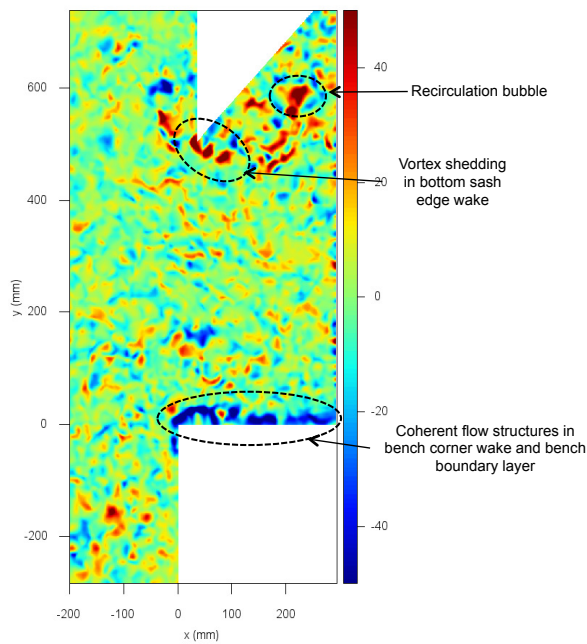 40
20
0
-20
-40
600
400
200
0
-200
-200
-100
0
100
200
y (mm)
x (mm)
Recirculation bubble
Vortex shedding
in bottom sash
edge wake
Coherent flow structures in
bench corner wake and bench
boundary layer